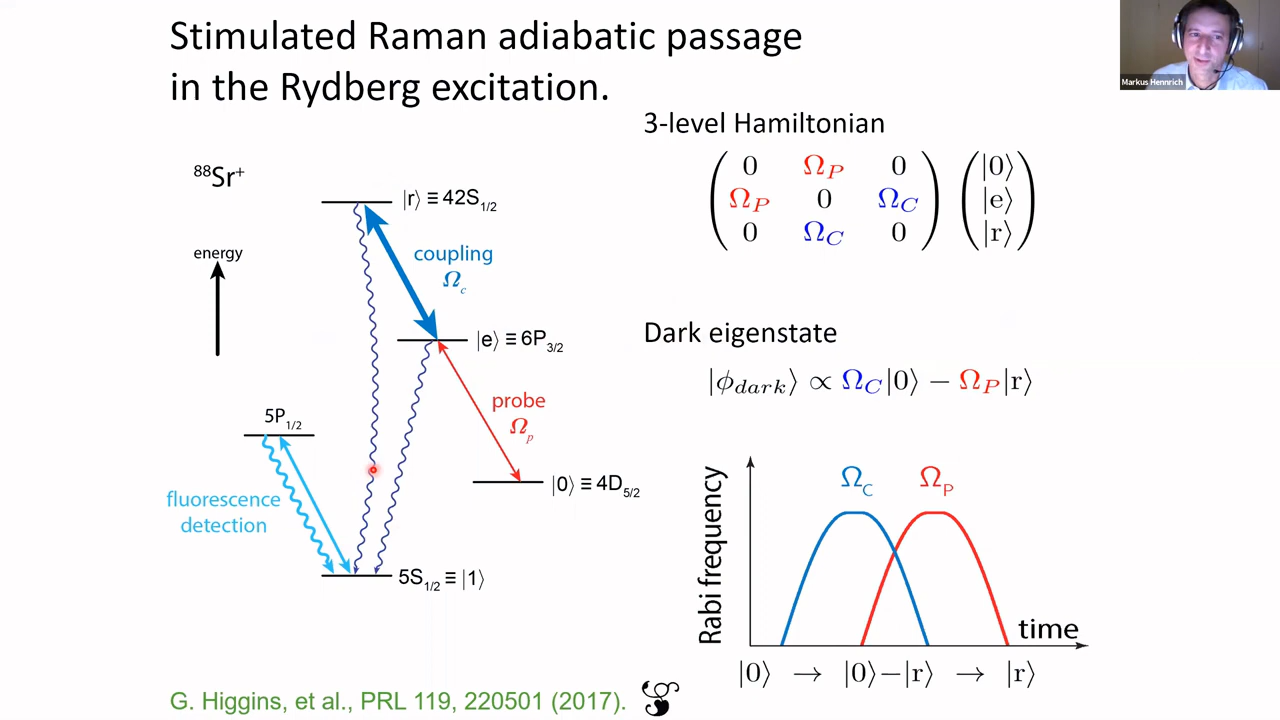 Stimulated Raman adiabatic passage
in the Rydberg excitation.
Markus Hennrich
88Sr+
energy
|r⟩ ≡ 42S1/2
coupling
Ωc
|e⟩ ≡ 6P3/2
probe
Ωp
5P1/2
|0⟩ ≡ 4D5/2
fluorescence
detection
5S1/2 ≡ |1⟩
3-level Hamiltonian
0 ΩP 0 |0⟩
ΩP 0 ΩC |e⟩
0 ΩC 0 |r⟩
Dark eigenstate
|ϕdark⟩ ∝ ΩC|0⟩ − ΩP|r⟩
ΩC ΩP
Rabi frequency
time
|0⟩ → |0⟩−|r⟩ → |r⟩
G. Higgins, et al., PRL 119, 220501 (2017).